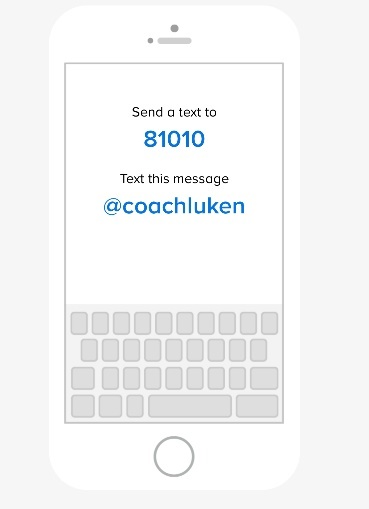 Send a text to
81010
Text this message
@coachluken